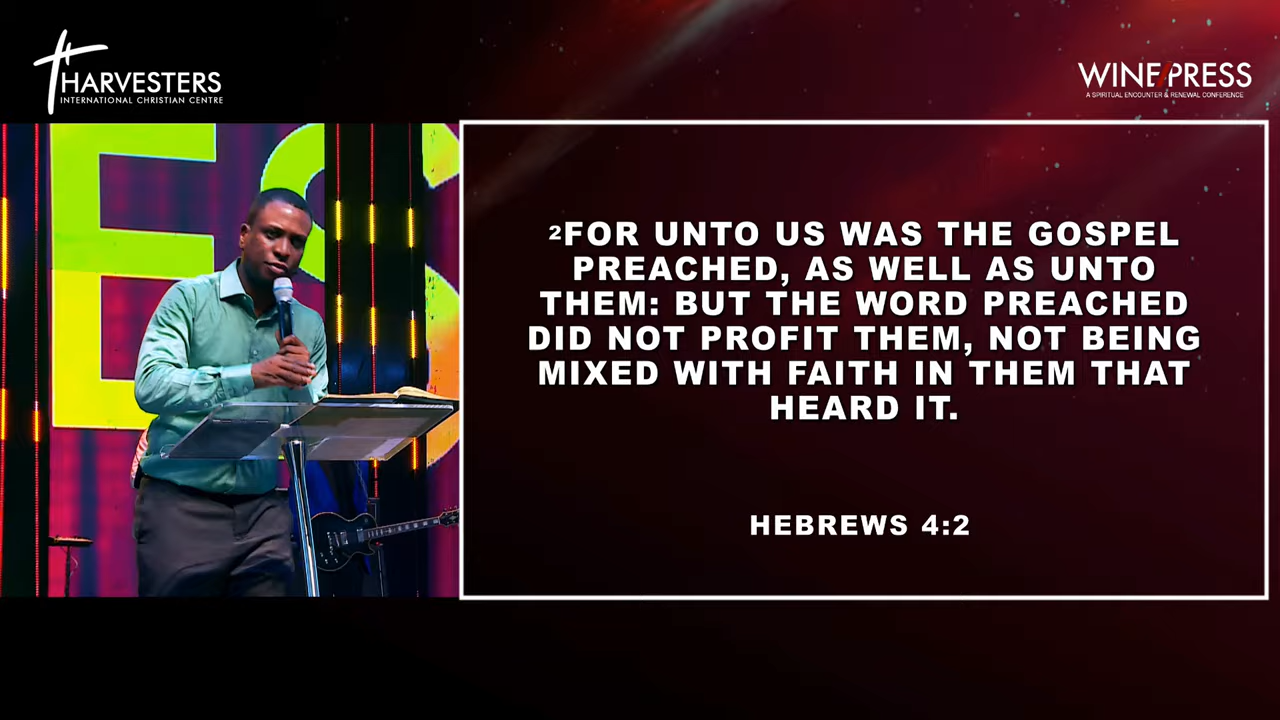 HARVESTERS
INTERNATIONAL CHRISTIAN CENTRE
WINEPRESS
A SPIRITUAL ENCOUNTER & RENEWAL CONFERENCE
ES
²FOR UNTO US WAS THE GOSPEL
PREACHED, AS WELL AS UNTO
THEM: BUT THE WORD PREACHED
DID NOT PROFIT THEM, NOT BEING
MIXED WITH FAITH IN THEM THAT
HEARD IT.
HEBREWS 4:2